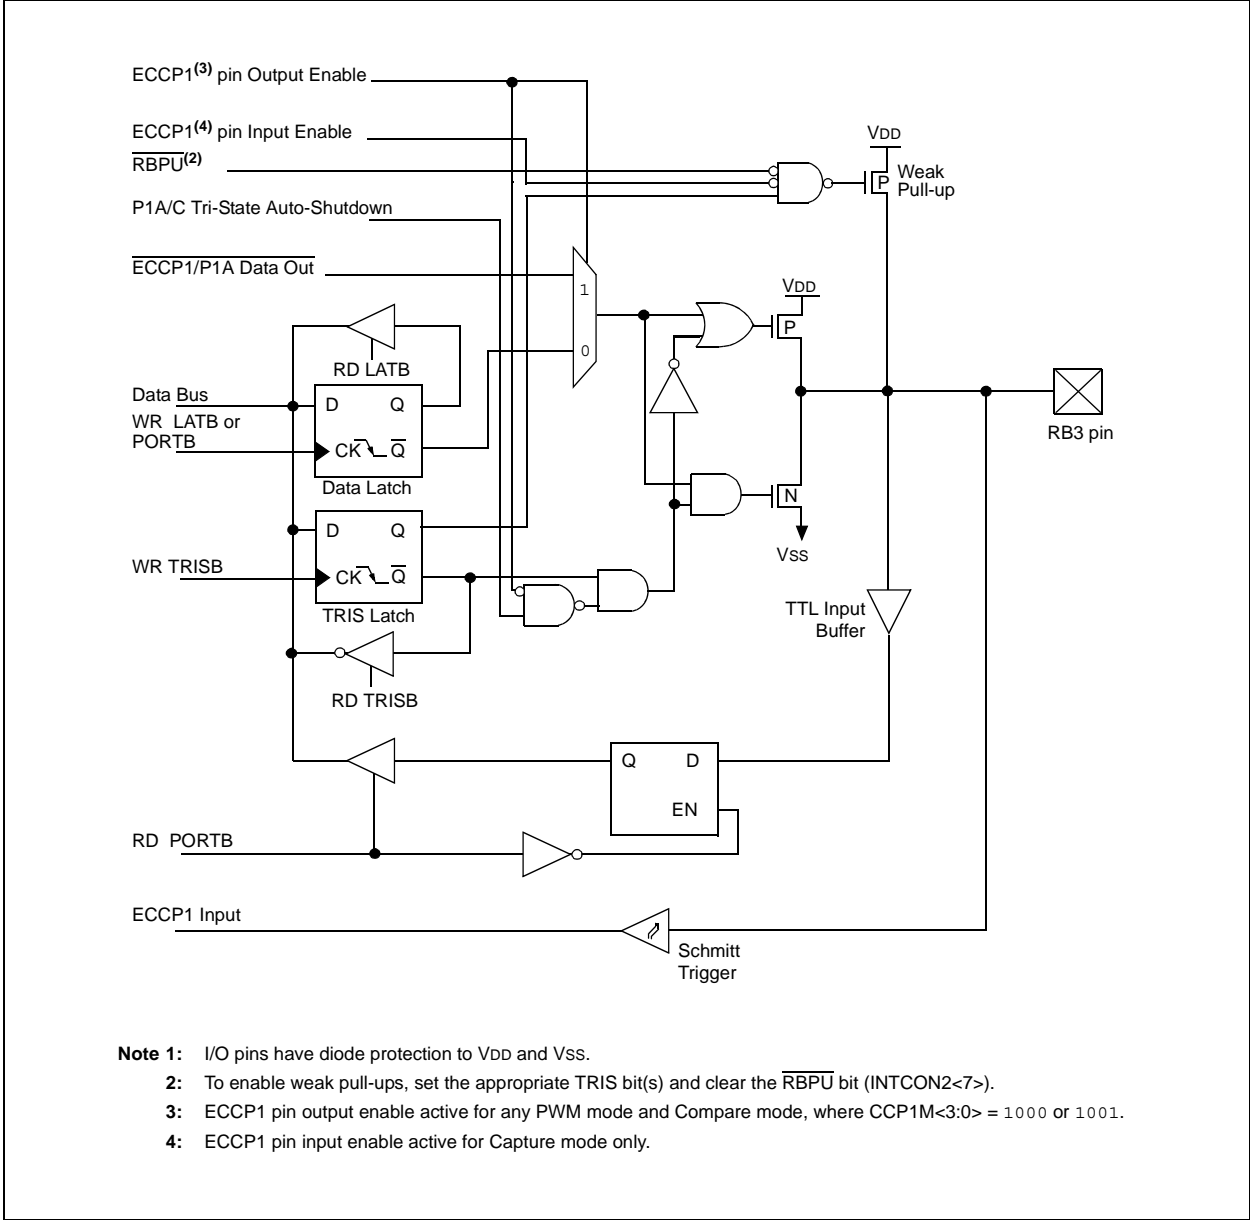 ECCP1(3) pin Output Enable
ECCP1(4) pin Input Enable
RBPU(2)
P1A/C Tri-State Auto-Shutdown
ECCP1/P1A Data Out
VDD
P
Weak
Pull-up
1
0
VDD
P
RD LATB
Data Bus
WR LATB or
PORTB
D
Q
CK
Q
Data Latch
RB3 pin
D
Q
WR TRISB
CK
Q
TRIS Latch
N
VSS
TTL Input
Buffer
RD TRISB
Q
D
EN
RD PORTB
ECCP1 Input
Schmitt
Trigger
Note 1: I/O pins have diode protection to VDD and VSS.
2: To enable weak pull-ups, set the appropriate TRIS bit(s) and clear the RBPU bit (INTCON2<7>).
3: ECCP1 pin output enable active for any PWM mode and Compare mode, where CCP1M<3:0> = 1000 or 1001.
4: ECCP1 pin input enable active for Capture mode only.